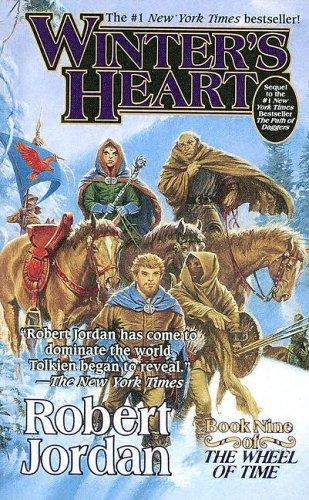 The #1 New York Times bestseller!
WINTER'S
HEART
Sequel
to the
#1 New
York Times
Bestseller
The Path of
Daggers
"Robert Jordan has come to
dominate the world
Tolkien began to reveal."
—The New York Times
Robert
Jordan
Book Nine
of
THE WHEEL
OF TIME